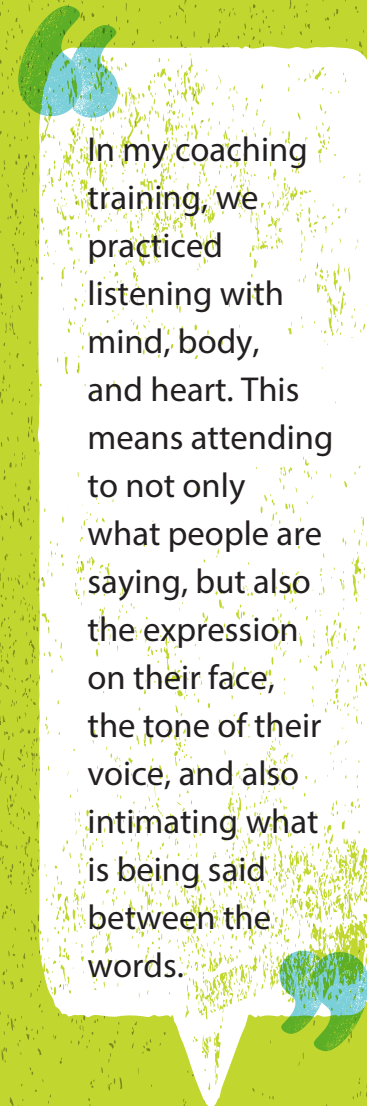 In my coaching
training, we
practiced
listening with
mind, body,
and heart. This
means attending
to not only
what people are
saying, but also
the expression
on their face,
the tone of their
voice, and also
intimating what
is being said
between the
words.